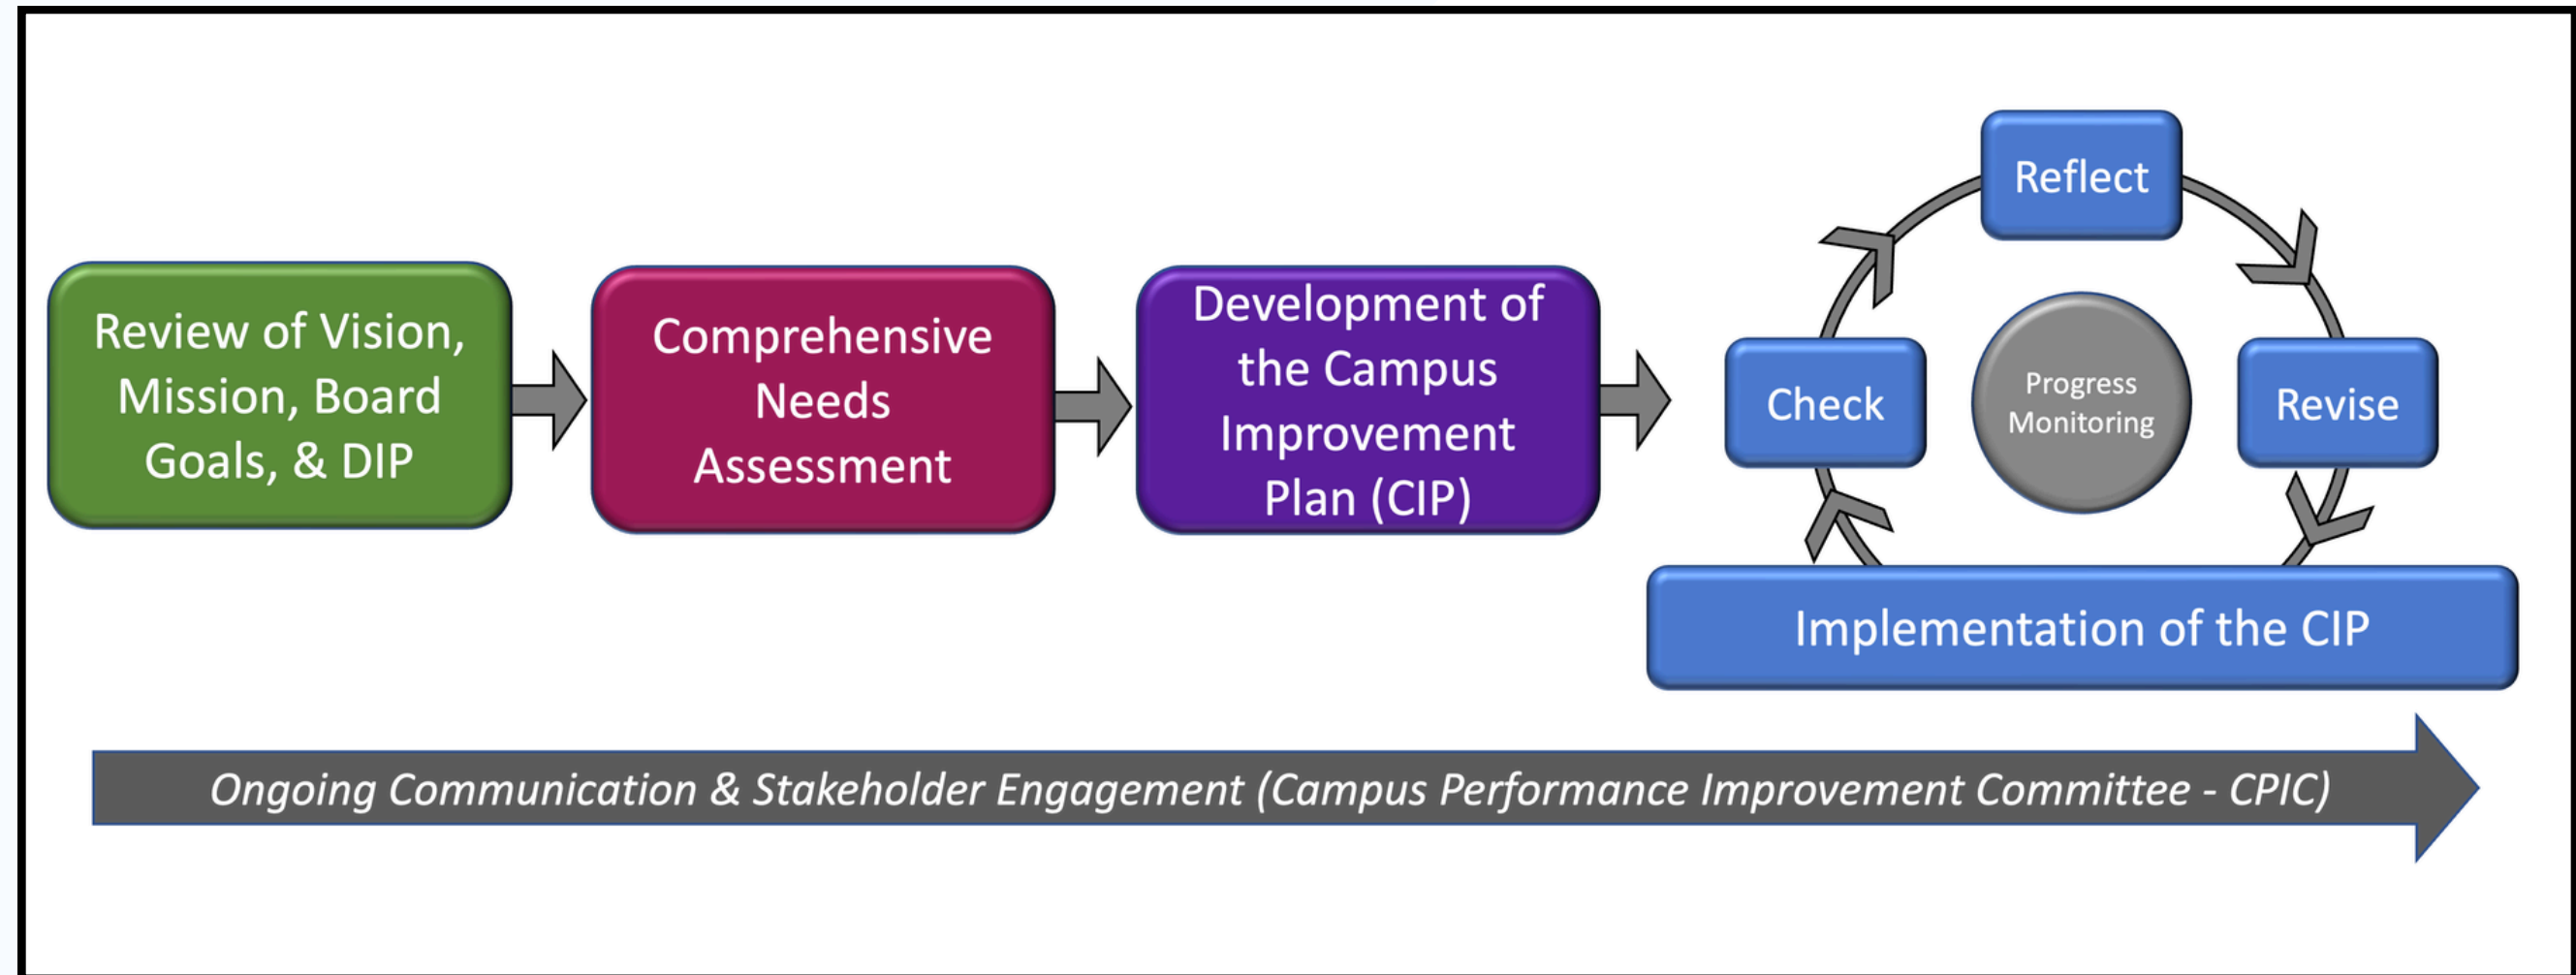 Review of Vision,
Mission, Board
Goals, & DIP
Comprehensive
Needs
Assessment
Development of
the Campus
Improvement
Plan (CIP)
Reflect
Check
Progress
Monitoring
Revise
Implementation of the CIP
Ongoing Communication & Stakeholder Engagement (Campus Performance Improvement Committee - CPIC)